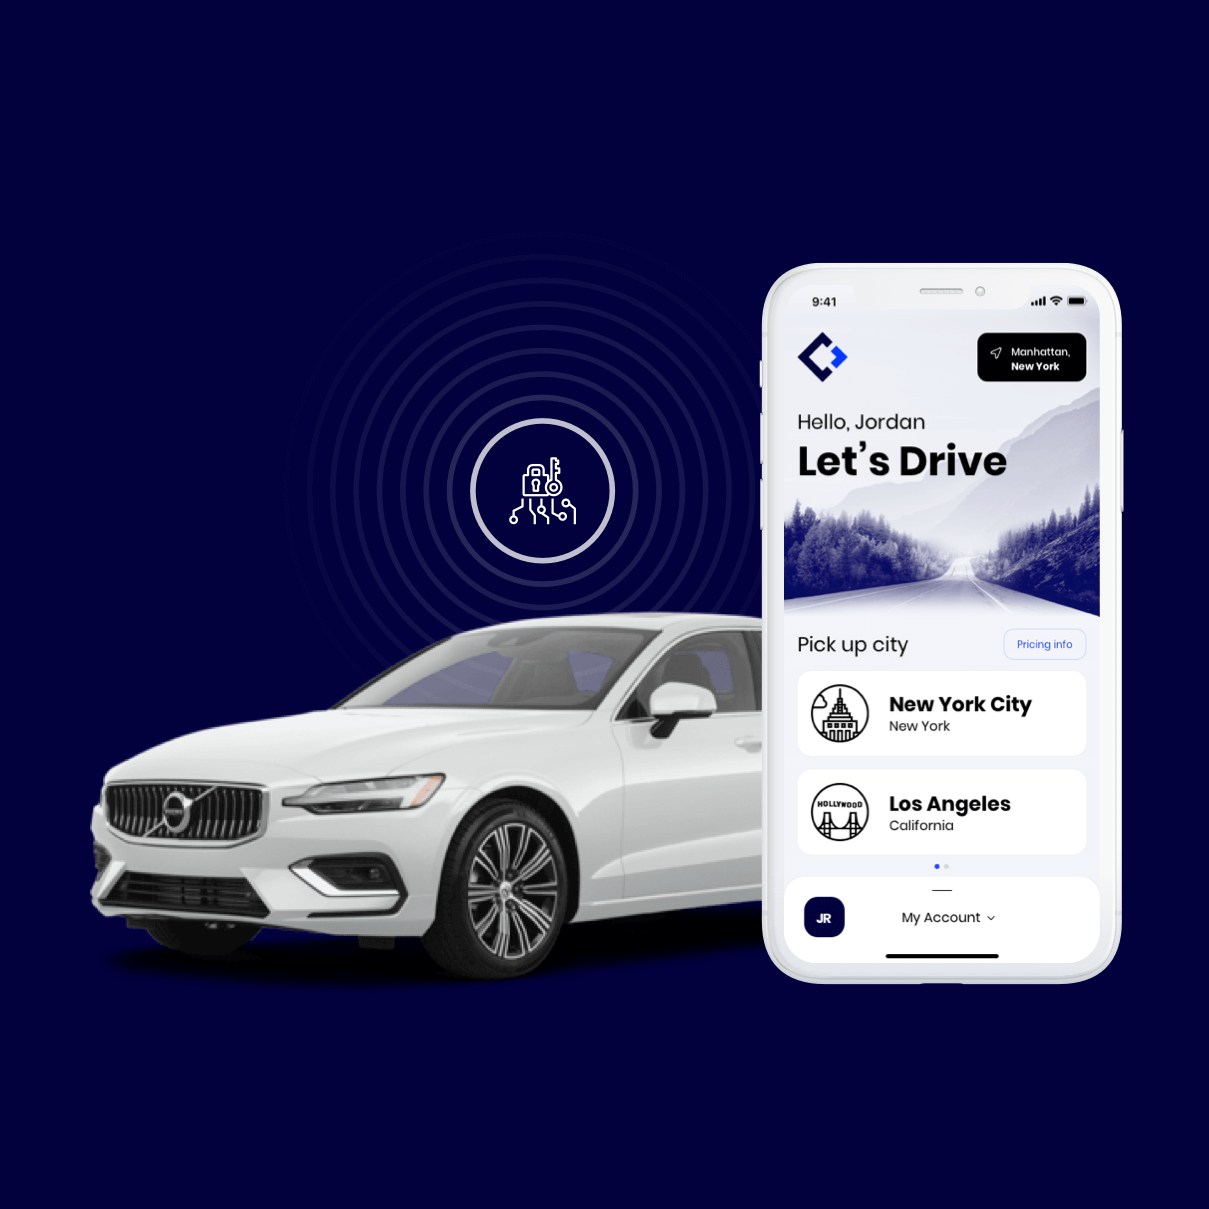 9:41
Manhattan,
New York
Hello, Jordan
Let's Drive
Pick up city
Pricing info
New York City
New York
HOLLYWOOD
Los Angeles
California
JR
My Account